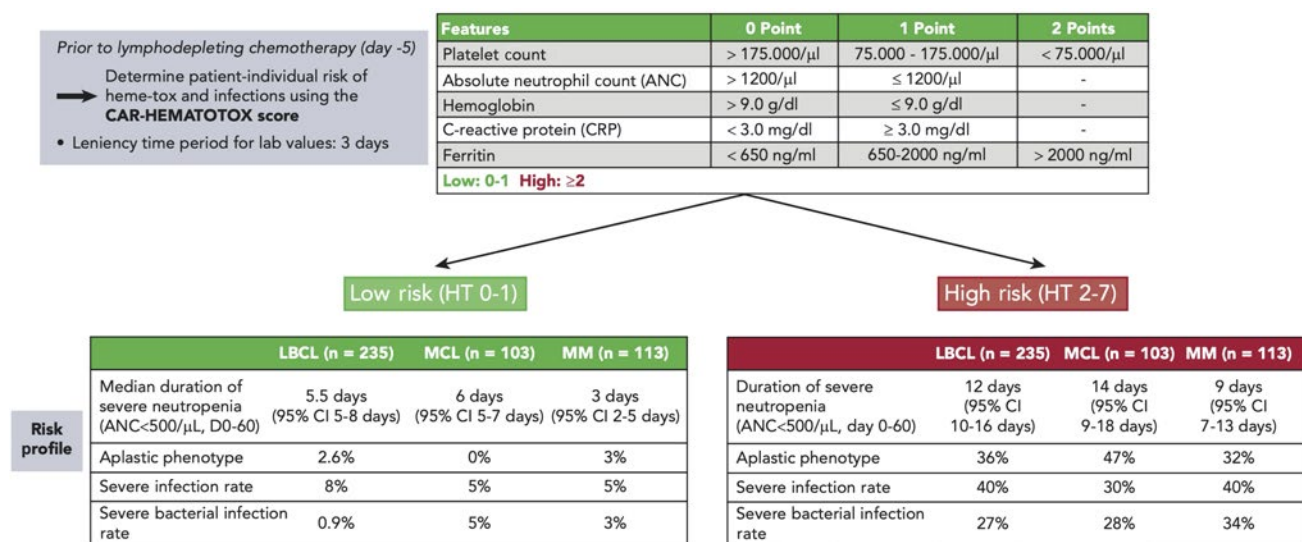 Prior to lymphodepleting chemotherapy (day -5)
Determine patient-individual risk of
heme-tox and infections using the
CAR-HEMATOTOX score
• Leniency time period for lab values: 3 days
Features 0 Point 1 Point 2 Points
Platelet count > 175.000/µl 75.000 - 175.000/µl < 75.000/µl
Absolute neutrophil count (ANC) > 1200/µl ≤ 1200/µl -
Hemoglobin > 9.0 g/dl ≤ 9.0 g/dl -
C-reactive protein (CRP) < 3.0 mg/dl ≥ 3.0 mg/dl -
Ferritin < 650 ng/ml 650-2000 ng/ml > 2000 ng/ml
Low: 0-1 High: ≥2
Low risk (HT 0-1)
High risk (HT 2-7)
Risk
profile
LBCL (n = 235) MCL (n = 103) MM (n = 113)
Median duration of
severe neutropenia
(ANC<500/µL, D0-60)
5.5 days
(95% CI 5-8 days)
6 days
(95% CI 5-7 days)
3 days
(95% CI 2-5 days)
Aplastic phenotype 2.6% 0% 3%
Severe infection rate 8% 5% 5%
Severe bacterial infection
rate
0.9% 5% 3%
LBCL (n = 235) MCL (n = 103) MM (n = 113)
Duration of severe
neutropenia
(ANC<500/µL, day 0-60)
12 days
(95% CI
10-16 days)
14 days
(95% CI
9-18 days)
9 days
(95% CI
7-13 days)
Aplastic phenotype 36% 47% 32%
Severe infection rate 40% 30% 40%
Severe bacterial infection
rate
27% 28% 34%